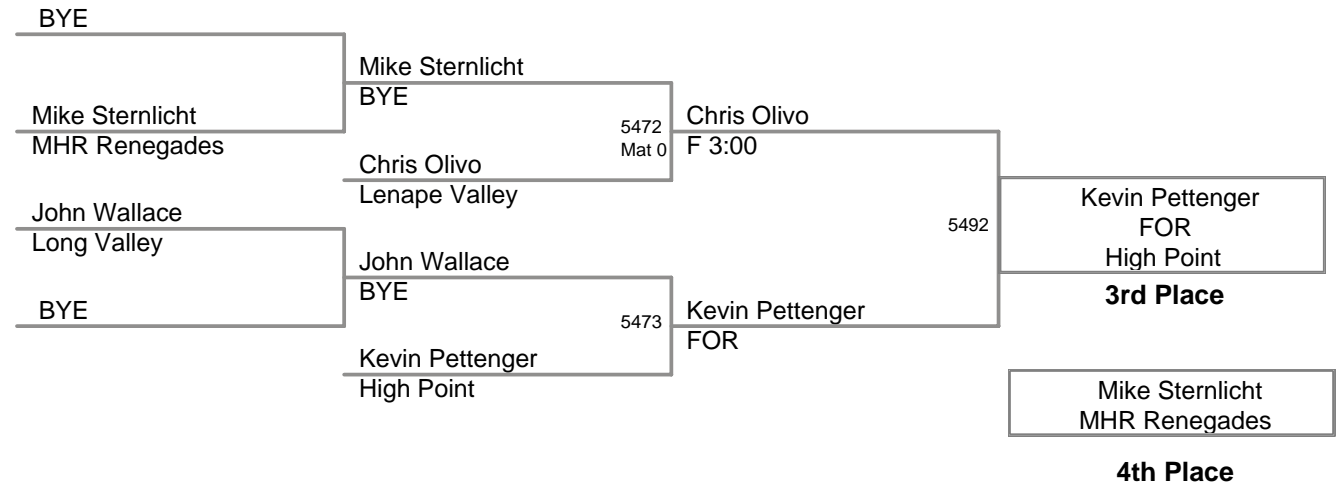 BYE
Mike Sternlicht
BYE
Mike Sternlicht
MHR Renegades
5472
Mat 0
Chris Olivo
F 3:00
Chris Olivo
Lenape Valley
John Wallace
Long Valley
5492
Kevin Pettenger
FOR
High Point
3rd Place
John Wallace
BYE
BYE
5473
Kevin Pettenger
FOR
Kevin Pettenger
High Point
Mike Sternlicht
MHR Renegades
4th Place